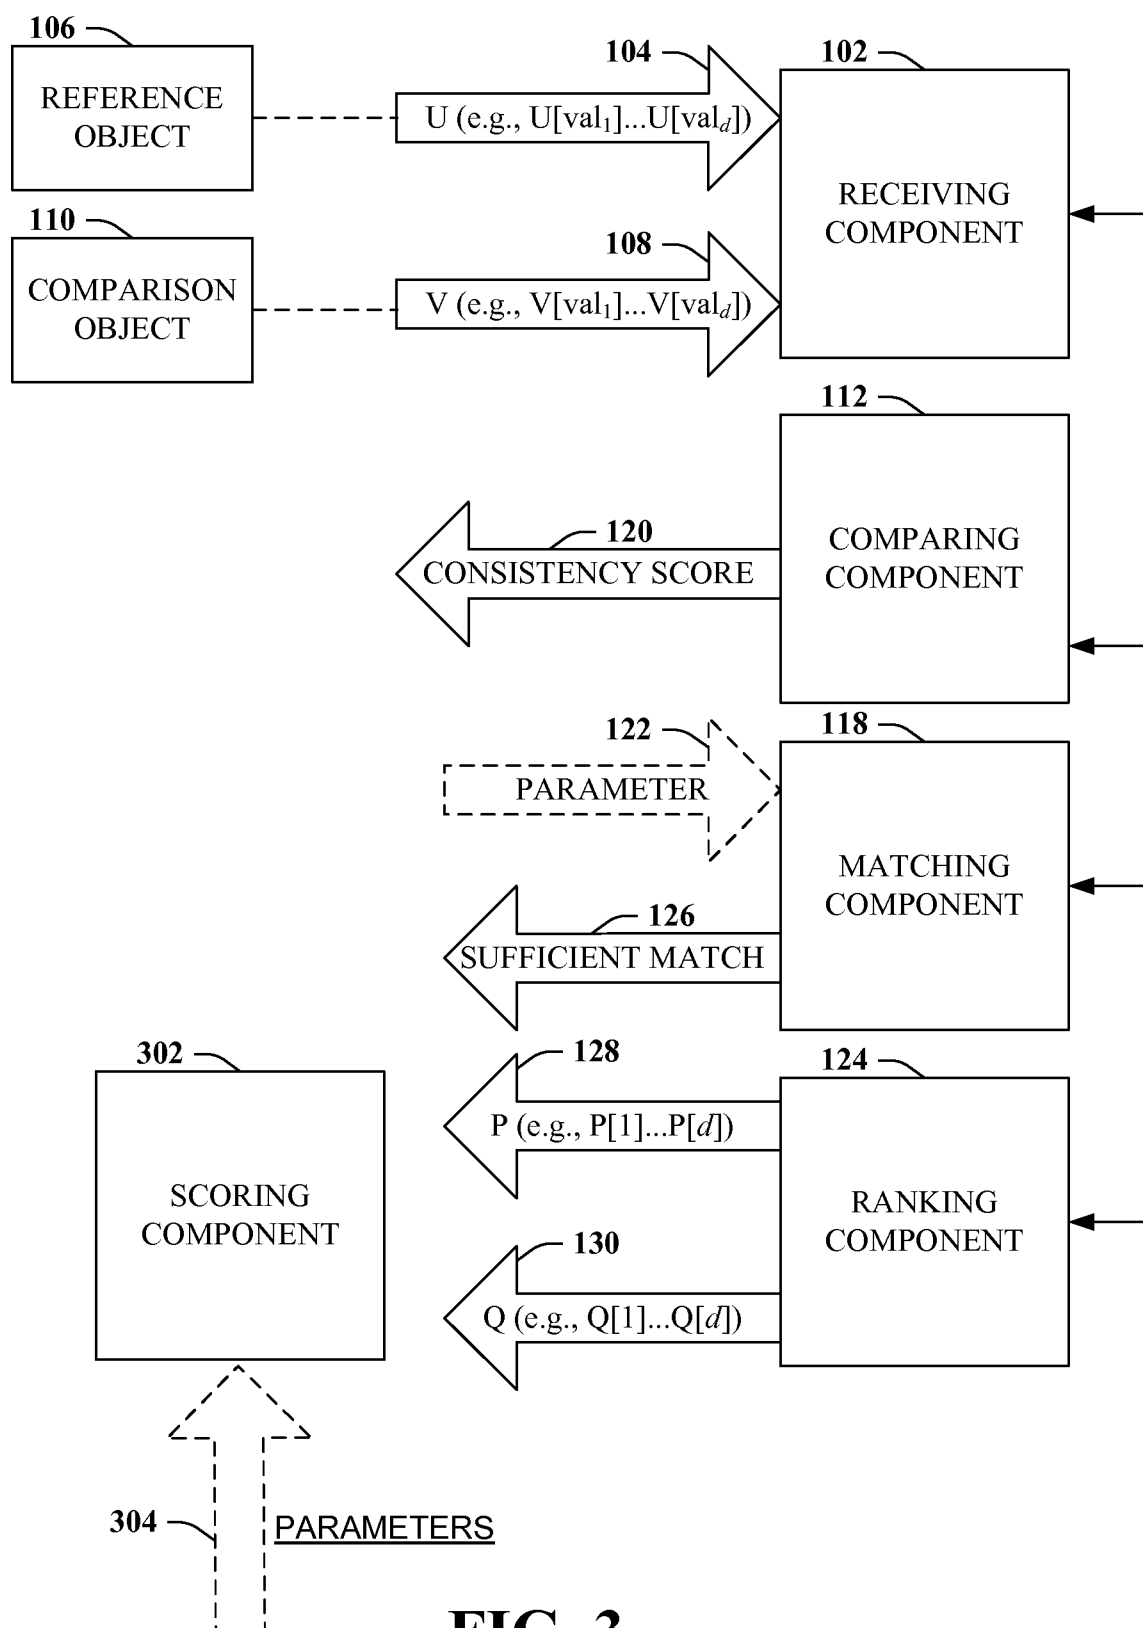 106
REFERENCE
OBJECT
104
U (e.g., U[val1]...U[vald])
102
RECEIVING
COMPONENT
110
COMPARISON
OBJECT
108
V (e.g., V[val1]...V[vald])
112
COMPARING
COMPONENT
120
CONSISTENCY SCORE
122
PARAMETER
118
MATCHING
COMPONENT
126
SUFFICIENT MATCH
302
SCORING
COMPONENT
128
P (e.g., P[1]...P[d])
124
RANKING
COMPONENT
130
Q (e.g., Q[1]...Q[d])
304
PARAMETERS
FIG. 3